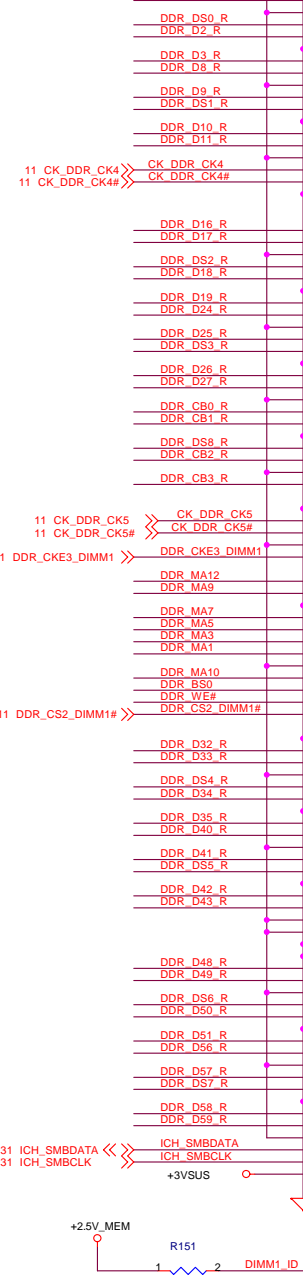 DDR_DS0_R
DDR_D2_R
DDR_D3_R
DDR_D8_R
DDR_D9_R
DDR_DS1_R
DDR_D10_R
DDR_D11_R
11 CK_DDR_CK4 CK_DDR_CK4
11 CK_DDR_CK4# CK_DDR_CK4#
DDR_D16_R
DDR_D17_R
DDR_DS2_R
DDR_D18_R
DDR_D19_R
DDR_D24_R
DDR_D25_R
DDR_DS3_R
DDR_D26_R
DDR_D27_R
DDR_CB0_R
DDR_CB1_R
DDR_DS8_R
DDR_CB2_R
DDR_CB3_R
11 CK_DDR_CK5 CK_DDR_CK5
11 CK_DDR_CK5# CK_DDR_CK5#
1 DDR_CKE3_DIMM1 DDR_CKE3_DIMM1
DDR_MA12
DDR_MA9
DDR_MA7
DDR_MA5
DDR_MA3
DDR_MA1
DDR_MA10
DDR_BS0
DDR_WE#
11 DDR_CS2_DIMM1# DDR_CS2_DIMM1#
DDR_D32_R
DDR_D33_R
DDR_DS4_R
DDR_D34_R
DDR_D35_R
DDR_D40_R
DDR_D41_R
DDR_DS5_R
DDR_D42_R
DDR_D43_R
DDR_D48_R
DDR_D49_R
DDR_DS6_R
DDR_D50_R
DDR_D51_R
DDR_D56_R
DDR_D57_R
DDR_DS7_R
DDR_D58_R
DDR_D59_R
31 ICH_SMBDATA ICH_SMBDATA
31 ICH_SMBCLK ICH_SMBCLK
+3VSUS
+2.5V_MEM
R151
1 2 DIMM1_ID